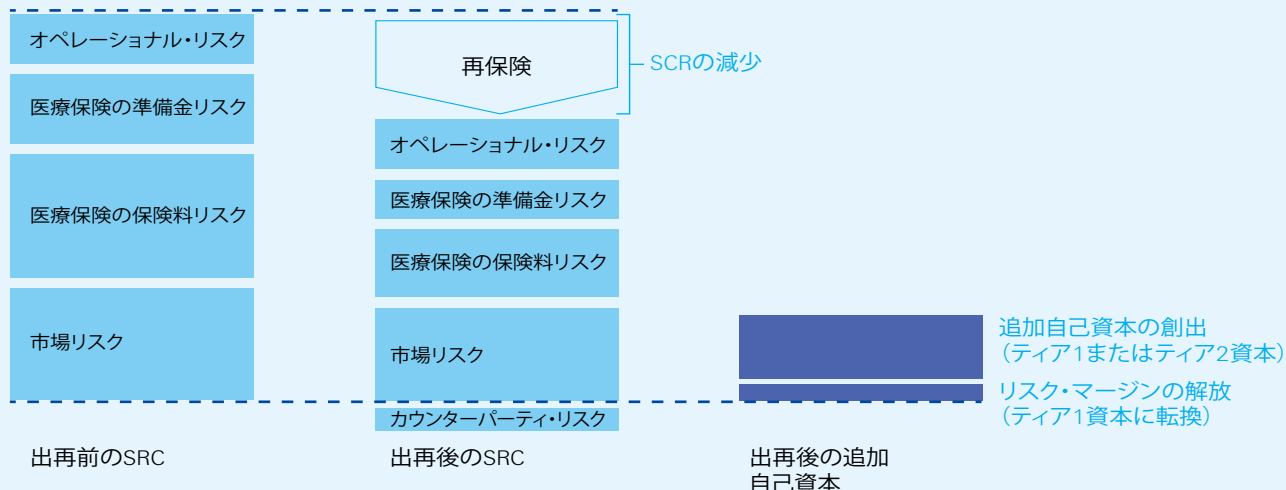 オペレーショナル・リスク
医療保険の準備金リスク
医療保険の保険料リスク
市場リスク
出再前のSRC
再保険
SCRの減少
オペレーショナル・リスク
医療保険の準備金リスク
医療保険の保険料リスク
市場リスク
カウンターパーティ・リスク
出再後のSRC
追加自己資本の創出
（ティア1またはティア2資本）
リスク・マージンの解放
（ティア1資本に転換）
出再後の追加
自己資本